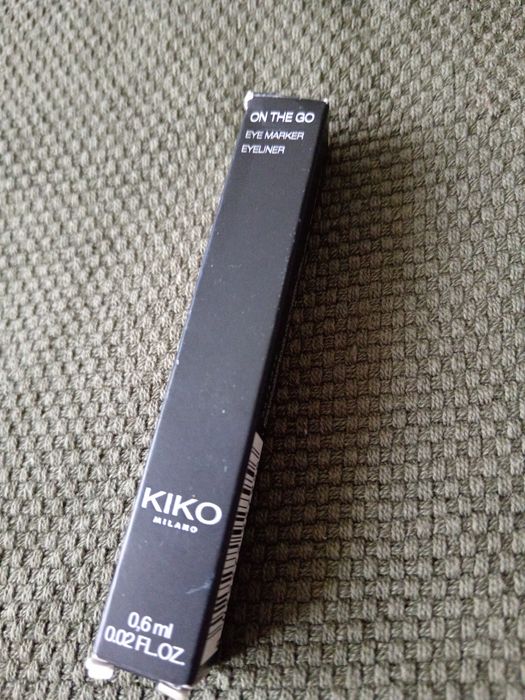 ON THE GO
EYE MARKER
EYELINER
KIKO
MILANO
0,6 ml
0.02 FL.OZ.